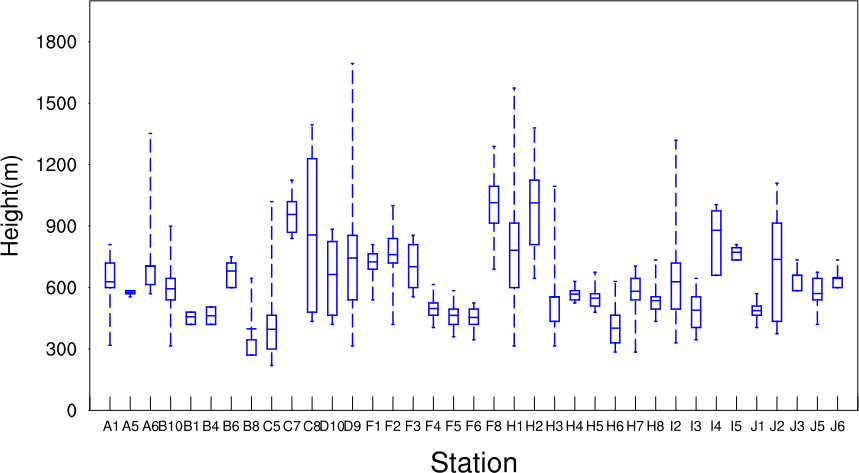 Height(m)
1800
1500
1200
900
600
300
0
A1 A5 A6 B10 B1 B4 B6 B8 C5 C7 C8 D10 D9 F1 F2 F3 F4 F5 F6 F8 H1 H2 H3 H4 H5 H6 H7 H8 I2 I3 I4 I5 J1 J2 J3 J5 J6
Station